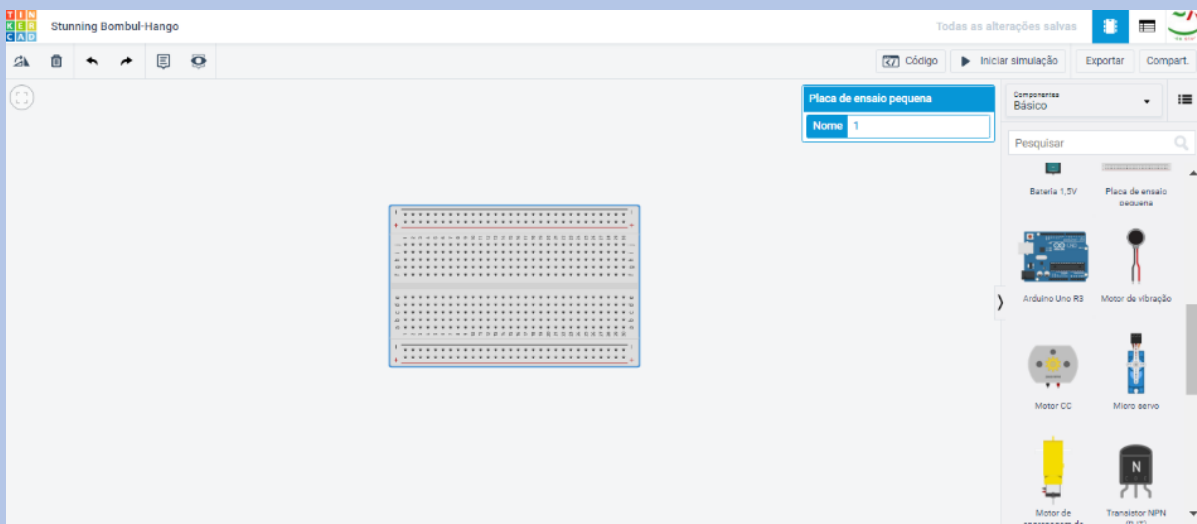 TIN
KER
CAD
Stunning Bombul-Hango
Todas as alterações salvas
Código
Iniciar simulação
Exportar
Compart.
Placa de ensaio pequena
Nome 1
Componentes
Básico
Pesquisar
Bateria 1,5V
Placa de ensaio
pequena
Arduino Uno R3
Motor de vibração
Motor CC
Micro servo
Motor de
Transistor NPN
N